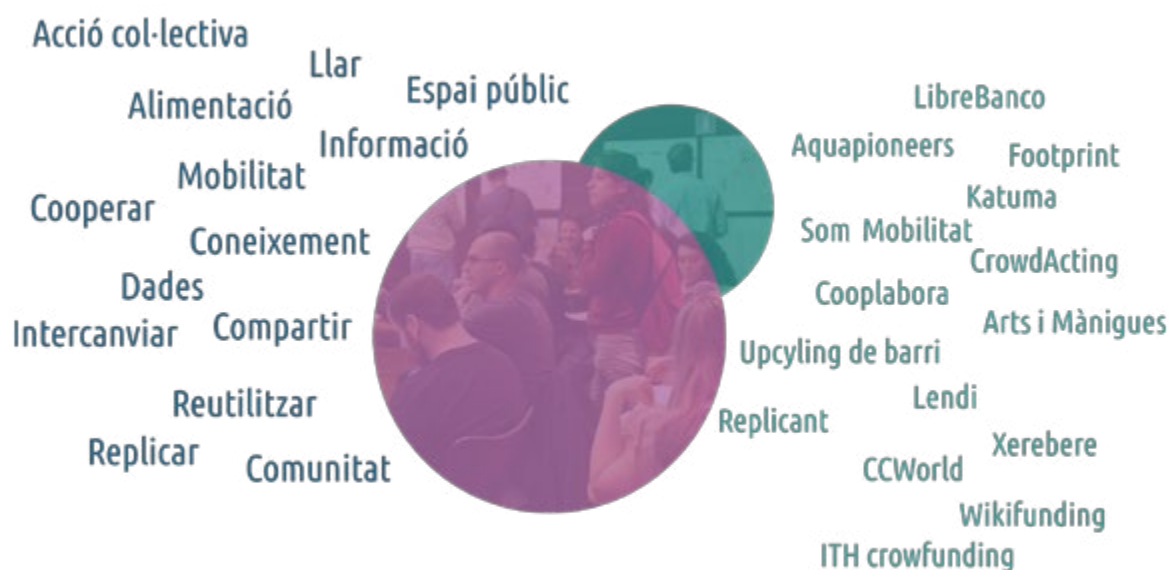 Acció col·lectiva
Llar
Espai públic
Alimentació
Informació
Mobilitat
Cooperar
Coneixement
Dades
Intercanviar
Compartir
Reutilitzar
Replicar
Comunitat
LibreBanco
Aquapioneers
Footprint
Katuma
Som Mobilitat
CrowdActing
Cooplabora
Arts i Mànigues
Upcyling de barri
Lendi
Replicant
Xerebere
CCWorld
Wikifunding
ITH crowfunding